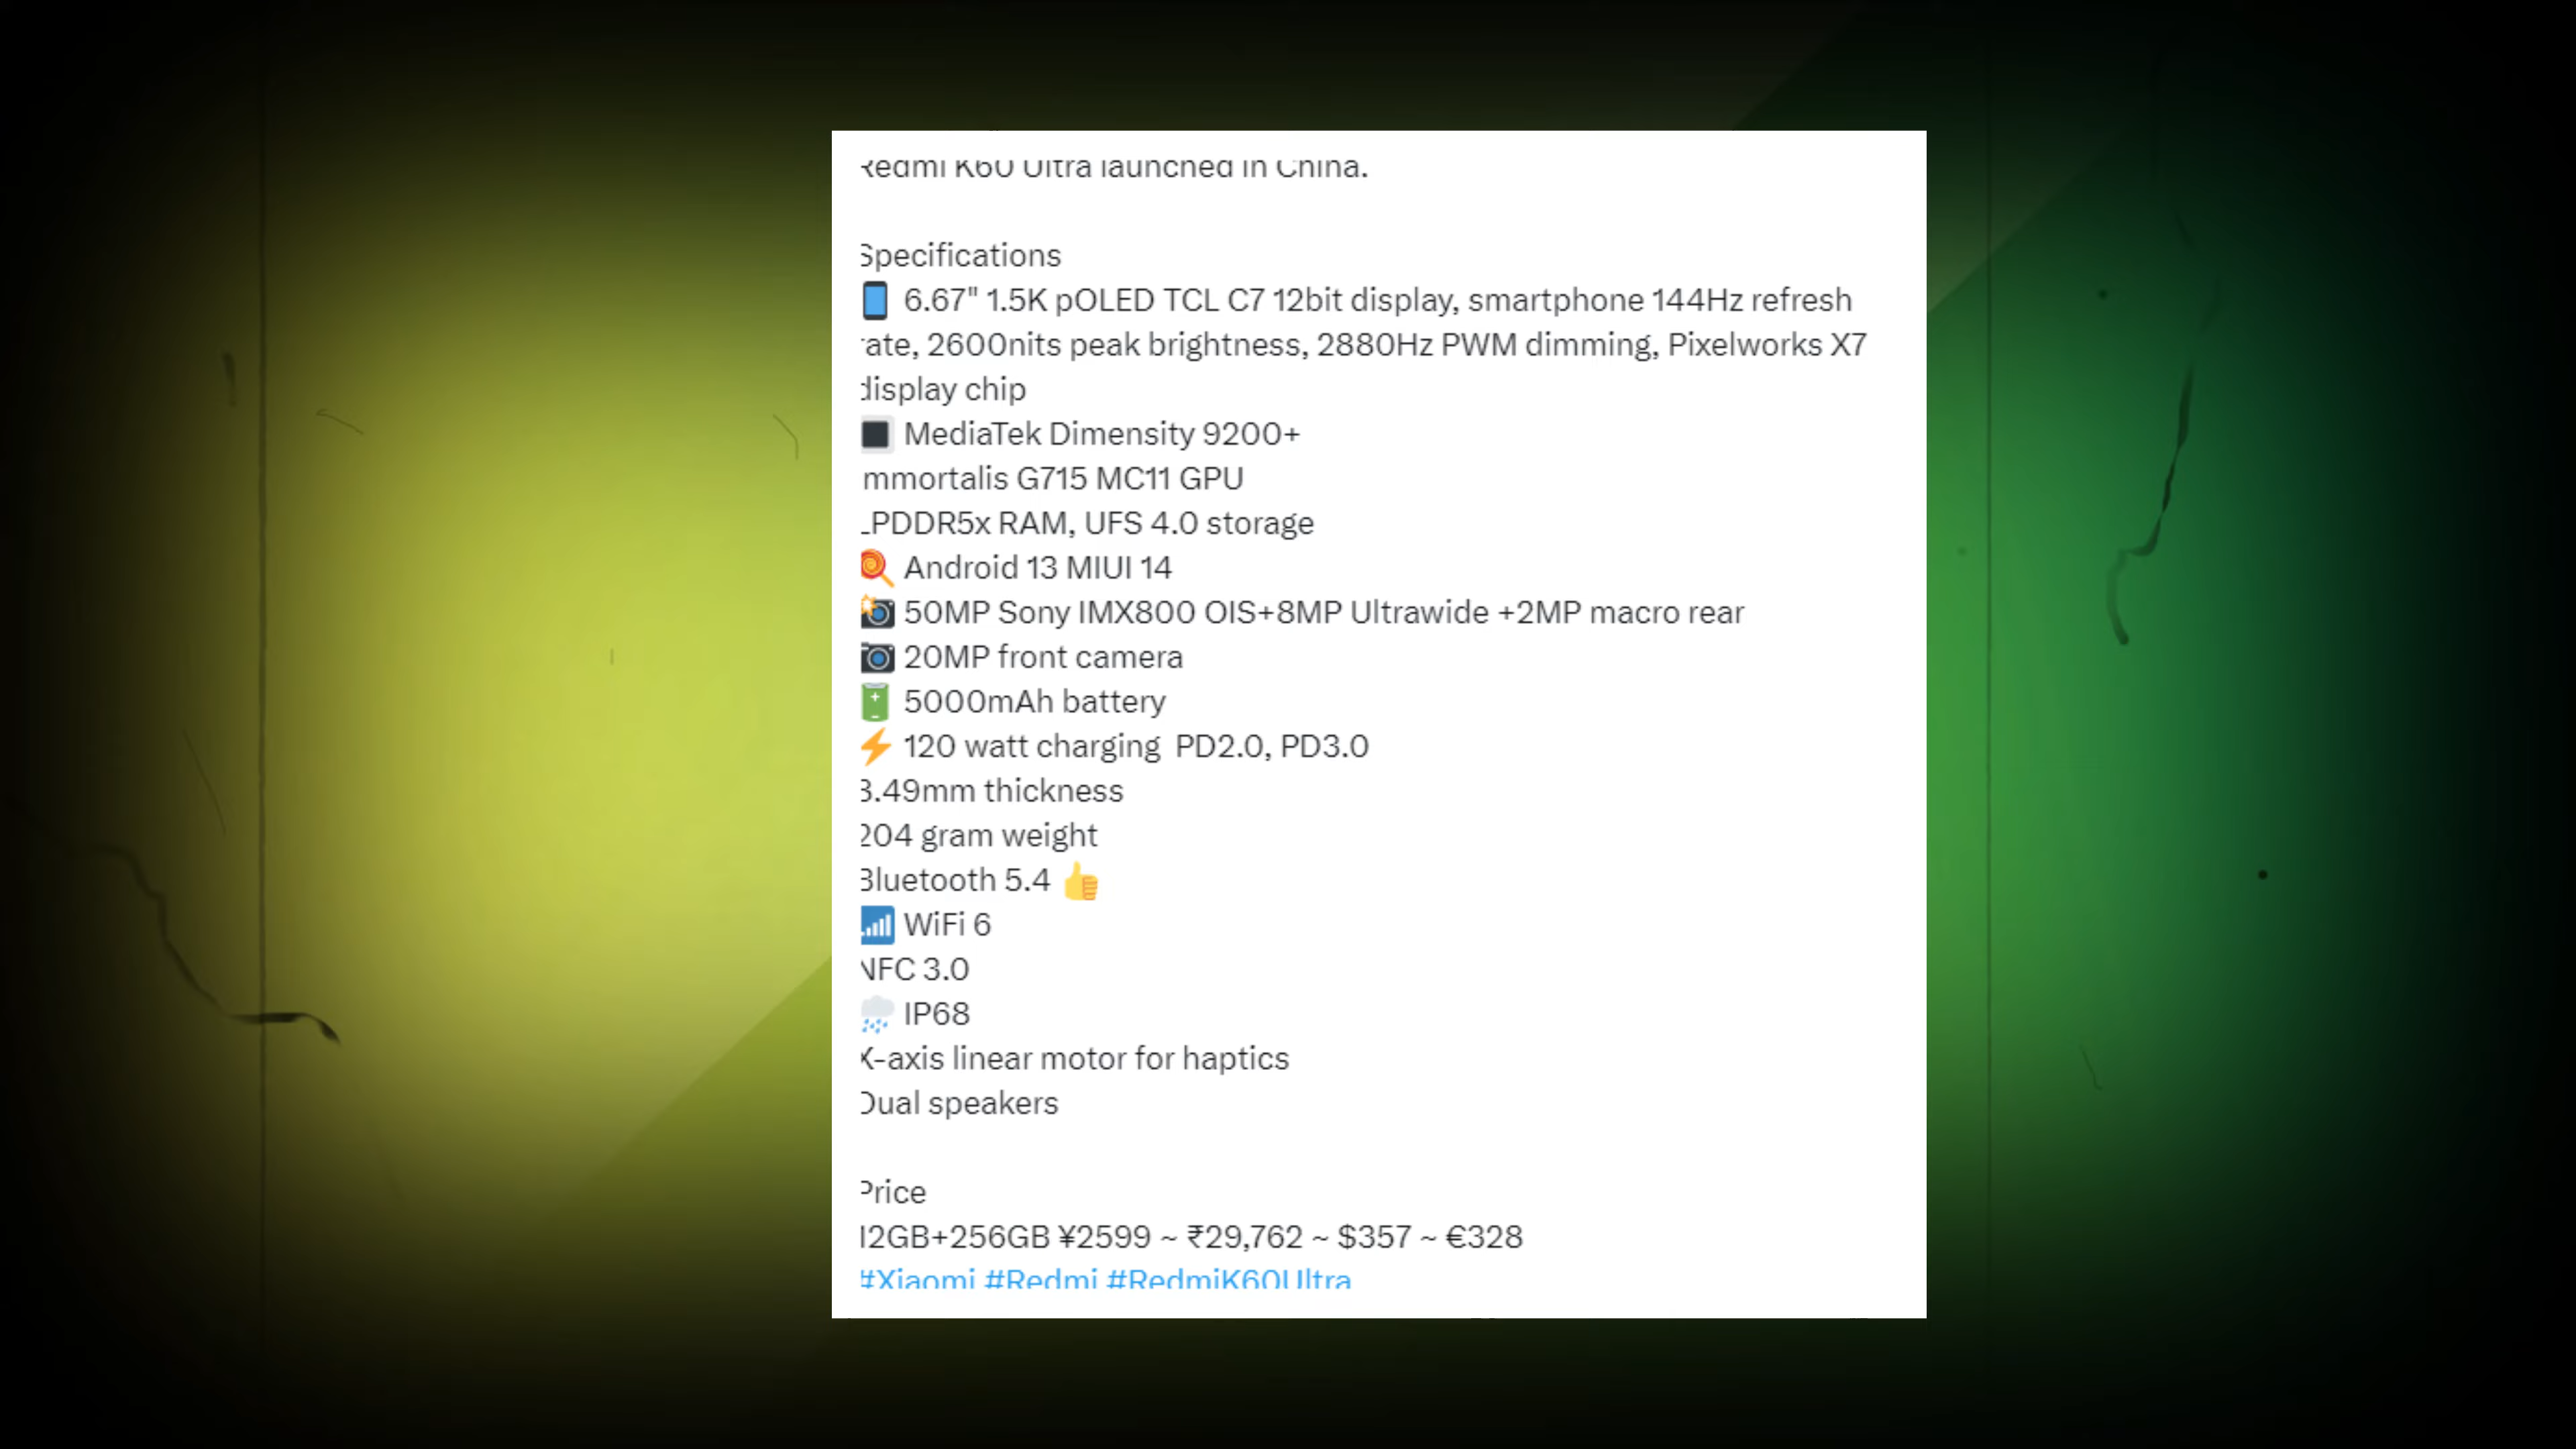 Redmi K60 Ultra launched in China.
Specifications
6.67" 1.5K pOLED TCL C7 12bit display, smartphone 144Hz refresh
rate, 2600nits peak brightness, 2880Hz PWM dimming, Pixelworks X7
display chip
MediaTek Dimensity 9200+
Immortalis G715 MC11 GPU
LPDDR5x RAM, UFS 4.0 storage
Android 13 MIUI 14
50MP Sony IMX800 OIS+8MP Ultrawide +2MP macro rear
20MP front camera
5000mAh battery
120 watt charging PD2.0, PD3.0
8.49mm thickness
204 gram weight
Bluetooth 5.4
WiFi 6
NFC 3.0
IP68
X-axis linear motor for haptics
Dual speakers
Price
12GB+256GB ¥2599 ~ ₹29,762 ~ $357 ~ €328
#Xiaomi #Redmi #RedmiK60Ultra